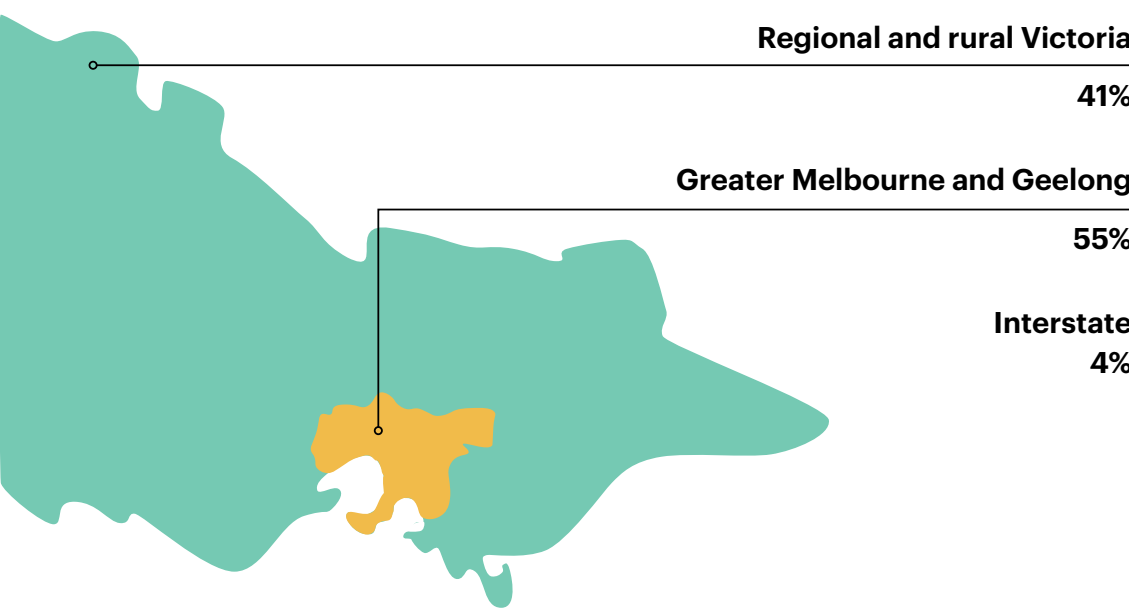 Regional and rural Victoria
41%
Greater Melbourne and Geelong
55%
Interstate
4%